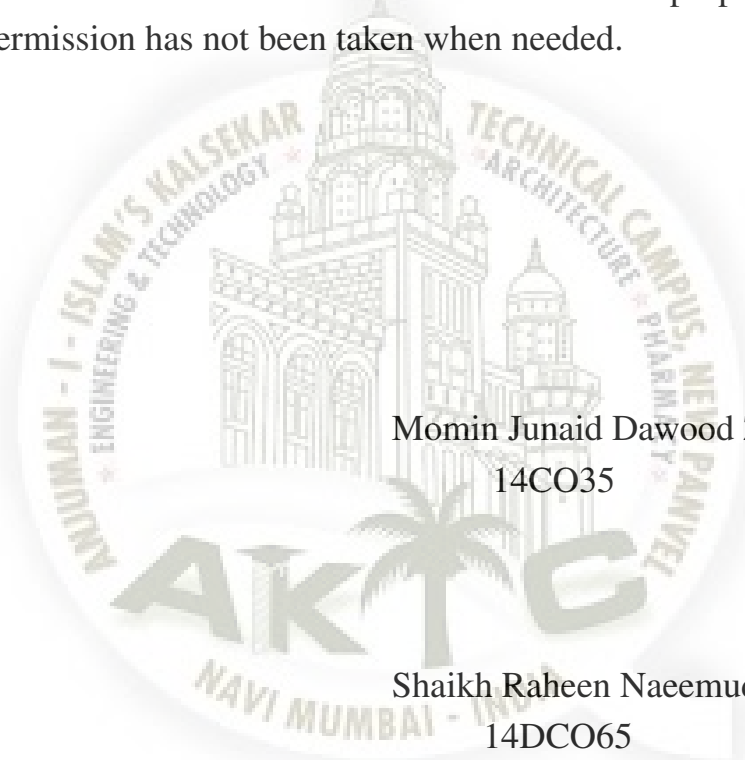 ermission has not been taken when needed.
ANJUMAN - I - ISLAM'S KALSEKAR TECHNICAL CAMPUS, NEW PANVEL
ENGINEERING & TECHNOLOGY * ARCHITECTURE * PHARMACY
Momin Junaid Dawood
14CO35
AKTC
Shaikh Raheen
14DCO65
NAVI MUMBAI - INDIA